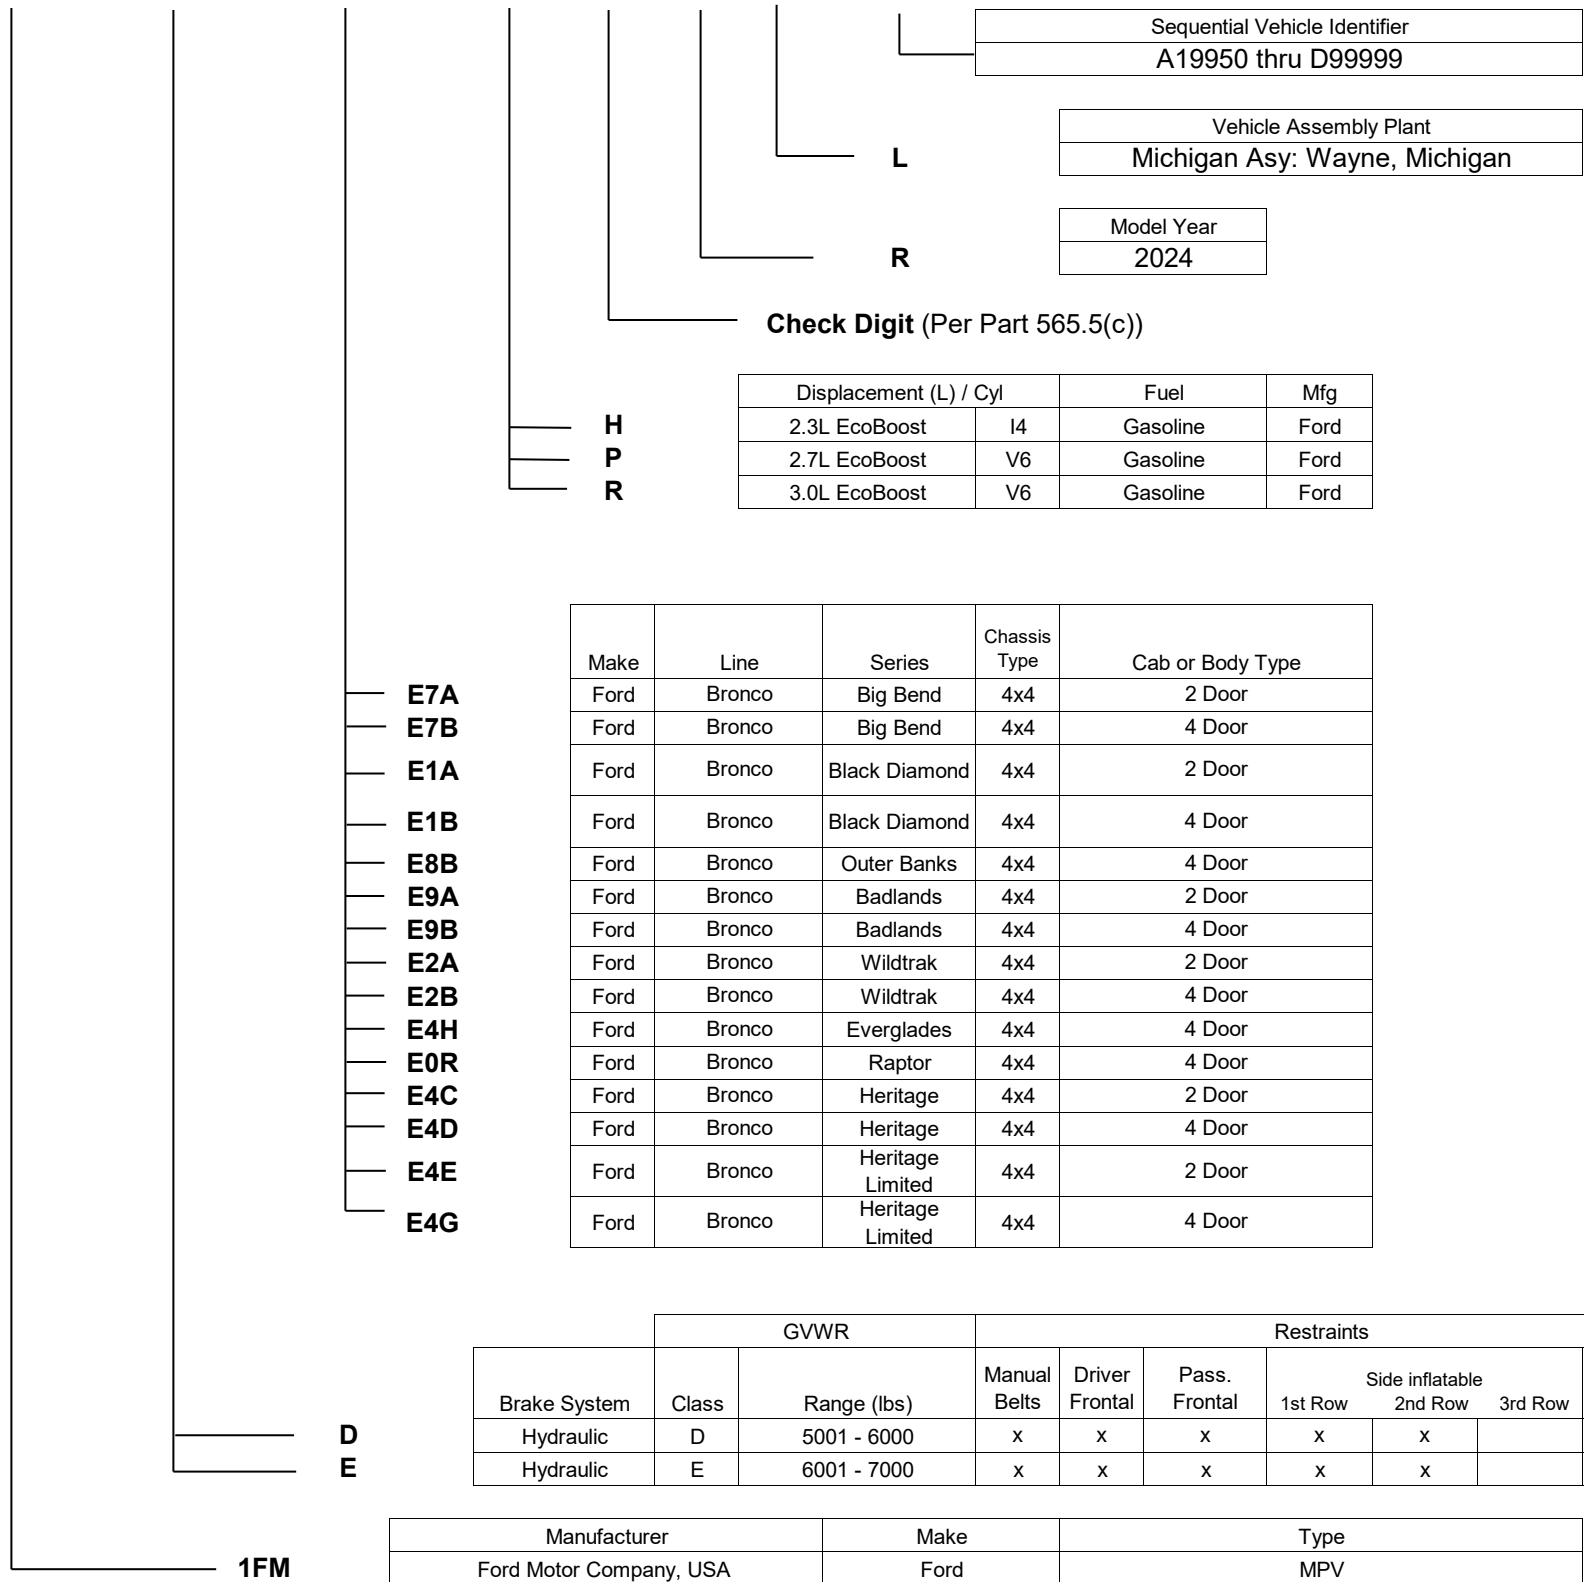 Sequential Vehicle Identifier
A19950 thru D99999
Vehicle Assembly Plant
L Michigan Asy: Wayne, Michigan
Model Year
R 2024
Check Digit (Per Part 565.5(c))
Displacement (L) / Cyl Fuel Mfg
H 2.3L EcoBoost I4 Gasoline Ford
P 2.7L EcoBoost V6 Gasoline Ford
R 3.0L EcoBoost V6 Gasoline Ford
Make Line Series Chassis Type Cab or Body Type
E7A Ford Bronco Big Bend 4x4 2 Door
E7B Ford Bronco Big Bend 4x4 4 Door
E1A Ford Bronco Black Diamond 4x4 2 Door
E1B Ford Bronco Black Diamond 4x4 4 Door
E8B Ford Bronco Outer Banks 4x4 4 Door
E9A Ford Bronco Badlands 4x4 2 Door
E9B Ford Bronco Badlands 4x4 4 Door
E2A Ford Bronco Wildtrak 4x4 2 Door
E2B Ford Bronco Wildtrak 4x4 4 Door
E4H Ford Bronco Everglades 4x4 4 Door
E0R Ford Bronco Raptor 4x4 4 Door
E4C Ford Bronco Heritage 4x4 2 Door
E4D Ford Bronco Heritage 4x4 4 Door
E4E Ford Bronco Heritage Limited 4x4 2 Door
E4G Ford Bronco Heritage Limited 4x4 4 Door
GVWR Restraints
Brake System Class Range (lbs) Manual Belts Driver Frontal Pass. Frontal Side inflatable 1st Row 2nd Row 3rd Row
D Hydraulic D 5001 - 6000 x x x x x
E Hydraulic E 6001 - 7000 x x x x x
Manufacturer Make Type
1FM Ford Motor Company, USA Ford MPV